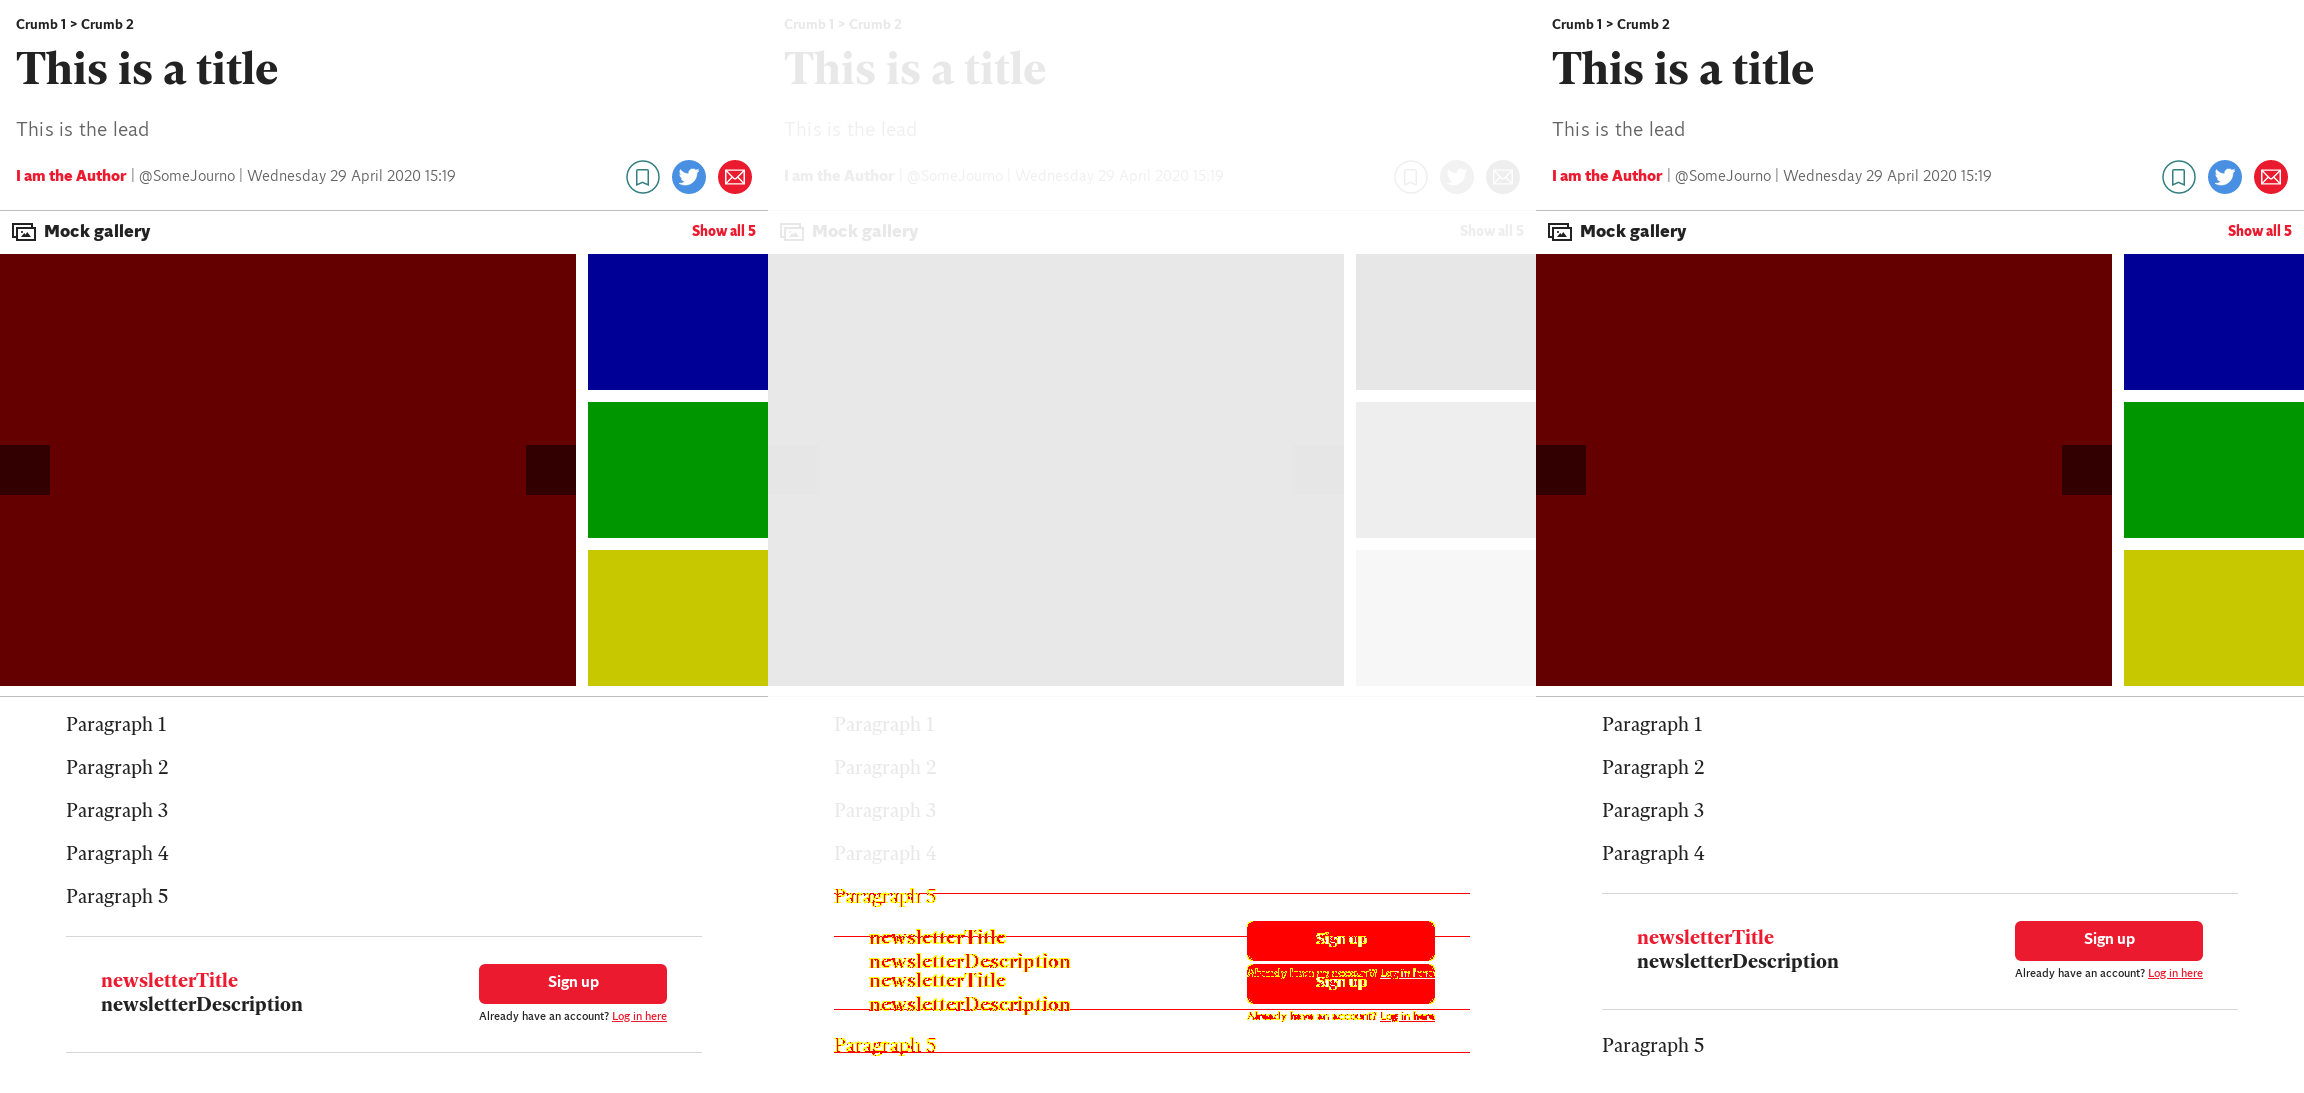 Crumb 1 > Crumb 2
This is a title
This is the lead
I am the Author | @SomeJourno | Wednesday 29 April 2020 15:19
Mock gallery
Show all 5
Paragraph 1
Paragraph 2
Paragraph 3
Paragraph 4
Paragraph 5
newsletterTitle
newsletterDescription
Sign up
Already have an account? Log in here
Crumb 1 > Crumb 2
This is a title
This is the lead
I am the Author | @SomeJourno | Wednesday 29 April 2020 15:19
Mock gallery
Show all 5
Paragraph 1
Paragraph 2
Paragraph 3
Paragraph 4
Paragraph 5
newsletterTitle
newsletterDescription
Sign up
Already have an account? Log in here
newsletterTitle
newsletterDescription
Sign up
Already have an account? Log in here
Paragraph 5
Crumb 1 > Crumb 2
This is a title
This is the lead
I am the Author | @SomeJourno | Wednesday 29 April 2020 15:19
Mock gallery
Show all 5
Paragraph 1
Paragraph 2
Paragraph 3
Paragraph 4
newsletterTitle
newsletterDescription
Sign up
Already have an account? Log in here
Paragraph 5